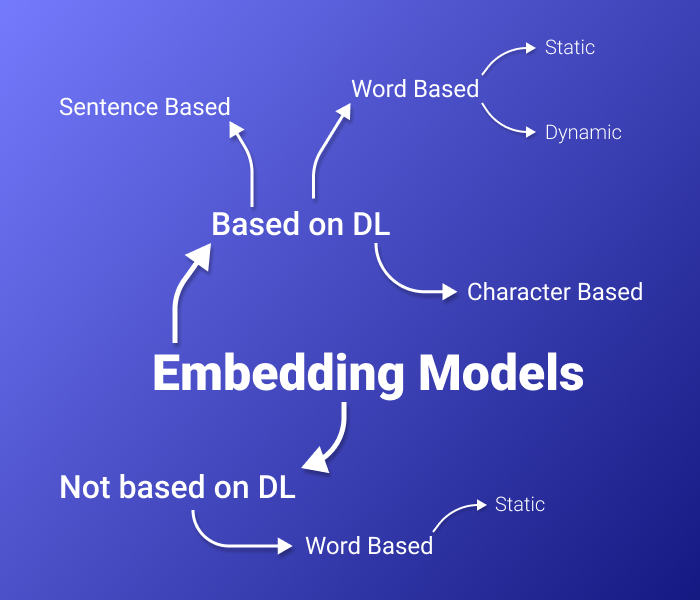 Static
Word Based
Sentence Based
Dynamic
Based on DL
Character Based
Embedding Models
Not based on DL
Static
Word Based